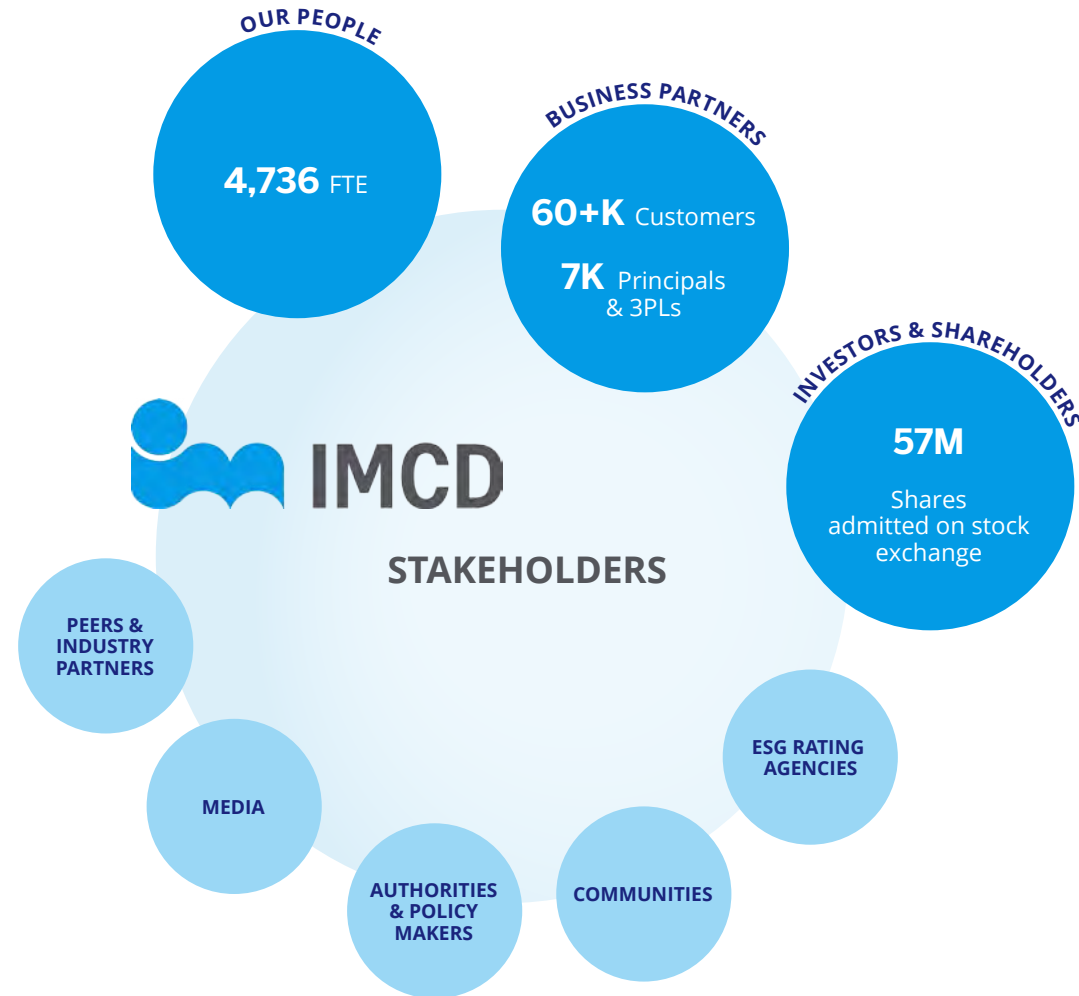 OUR PEOPLE
4,736 FTE
BUSINESS PARTNERS
60+K Customers
7K Principals
& 3PLs
INVESTORS & SHAREHOLDERS
57M
Shares
admitted on stock
exchange
IMCD
STAKEHOLDERS
PEERS &
INDUSTRY
PARTNERS
MEDIA
AUTHORITIES
& POLICY
MAKERS
COMMUNITIES
ESG RATING
AGENCIES